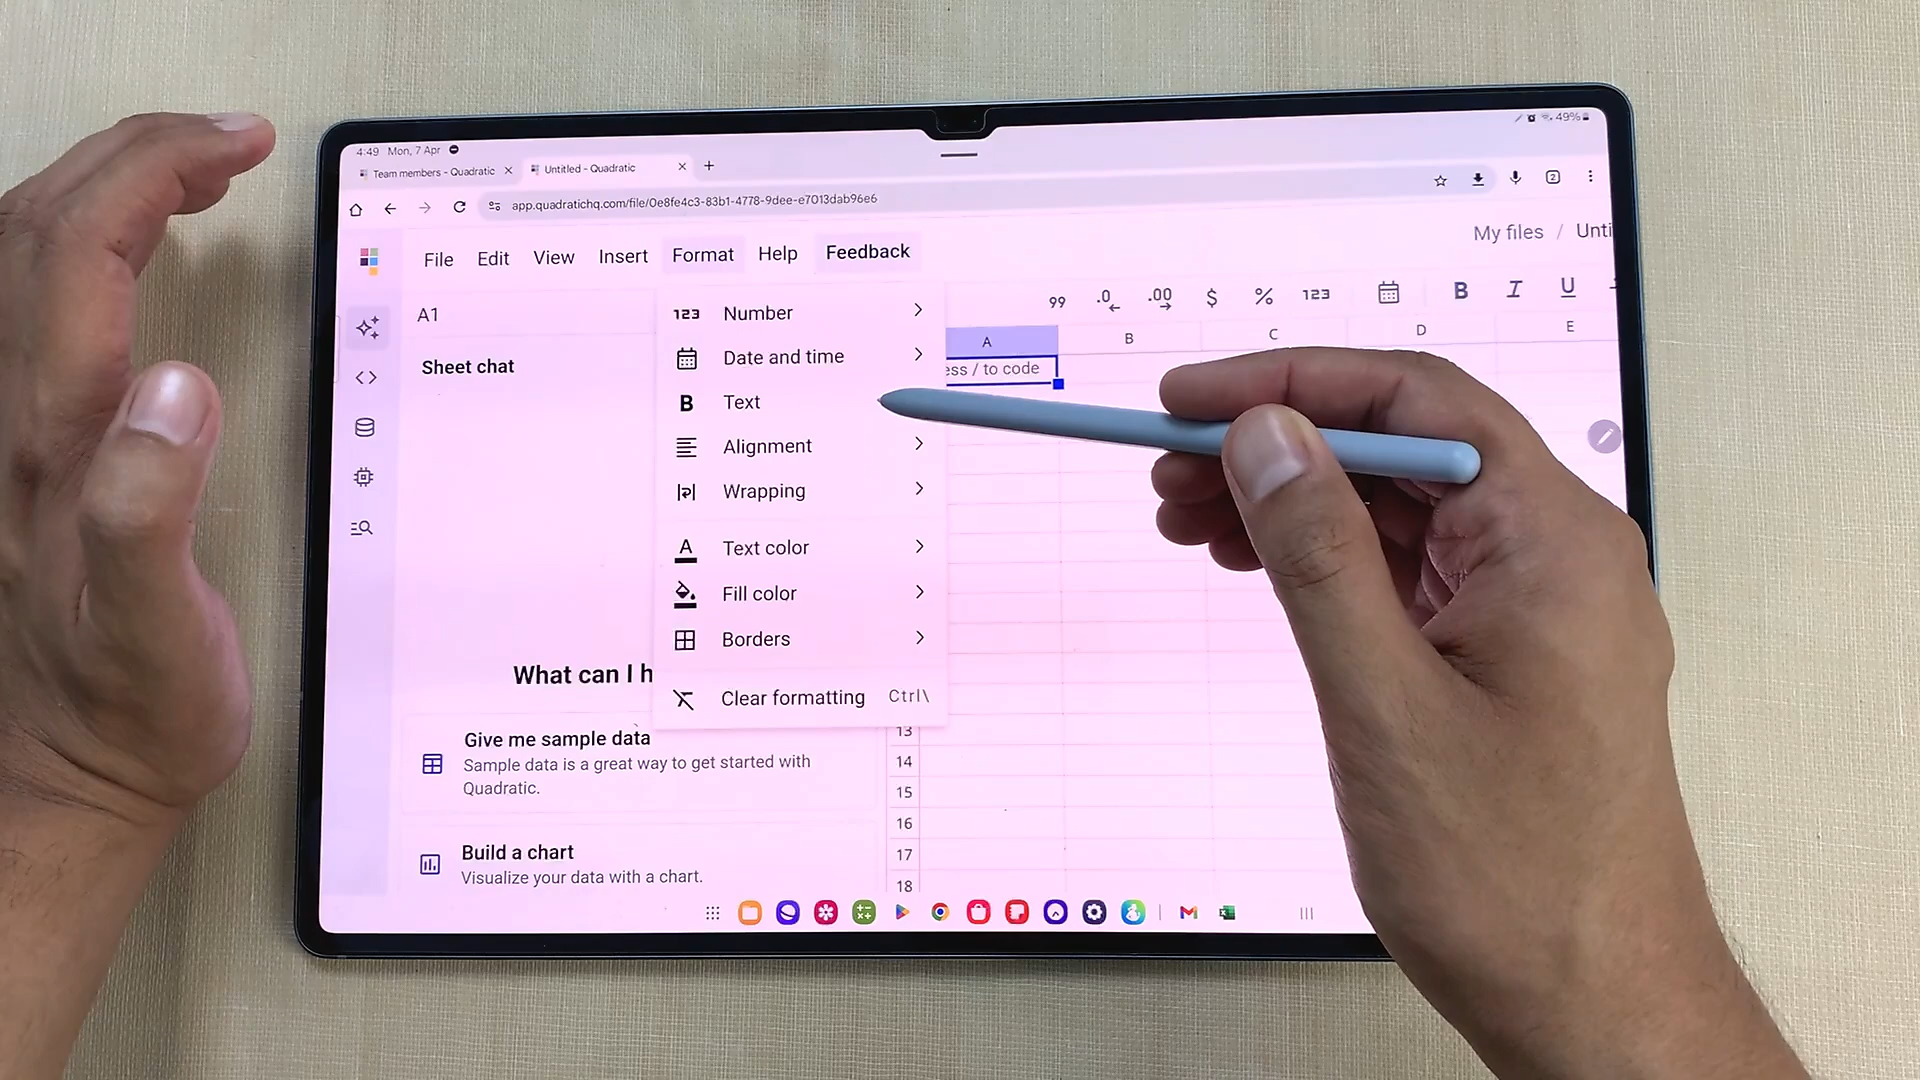 4:49 Mon, 7 Apr
49%
Team members - Quadratic
Untitled - Quadratic
app.quadratichq.com/file/0e8fe4c3-83b1-4778-9dee-e7013dab96e6
2
File Edit View Insert Format Help Feedback
My files / Unti
A1
99 .0 .00 $ % 123 B I U
A B C D E
ess / to code
Sheet chat
123 Number
Date and time
B Text
Alignment
Wrapping
A Text color
Fill color
Borders
Clear formatting Ctrl\
What can I h
Give me sample data
Sample data is a great way to get started with
Quadratic.
Build a chart
Visualize your data with a chart.
13
14
15
16
17
18